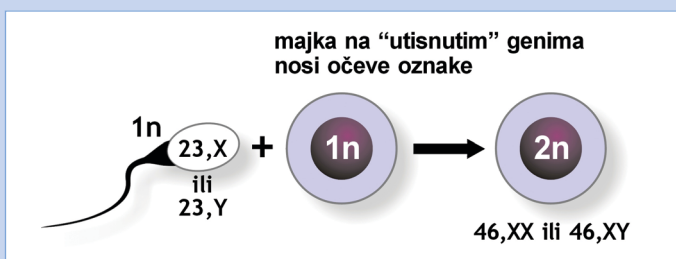 majka na “utisnutim” genima
nosi očeve oznake
1n
23,X
ili
23,Y
+
1n
2n
46,XX ili 46,XY